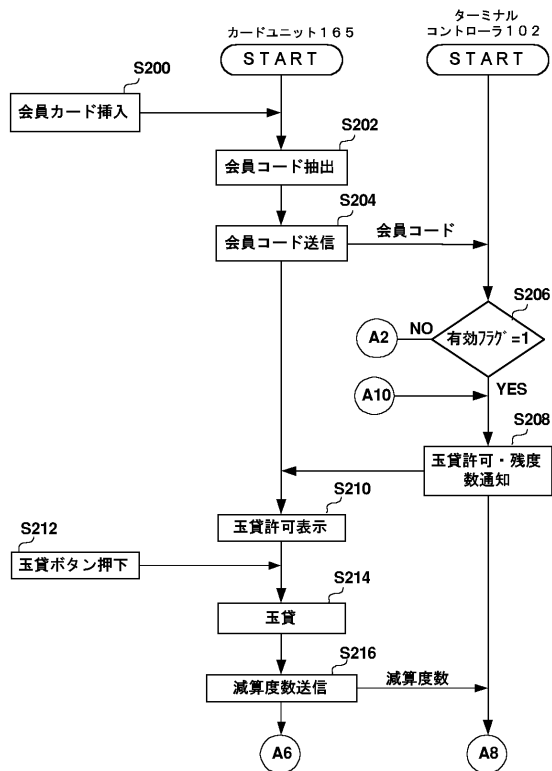 カードユニット165
ターミナル
コントローラ102
START
START
S200
会員カード挿入
S202
会員コード抽出
S204
会員コード送信
会員コード
S206
有効フラグ=1
NO
A2
YES
A10
S208
玉貸許可・残度
数通知
S210
玉貸許可表示
S212
玉貸ボタン押下
S214
玉貸
S216
減算度数送信
減算度数
A6
A8